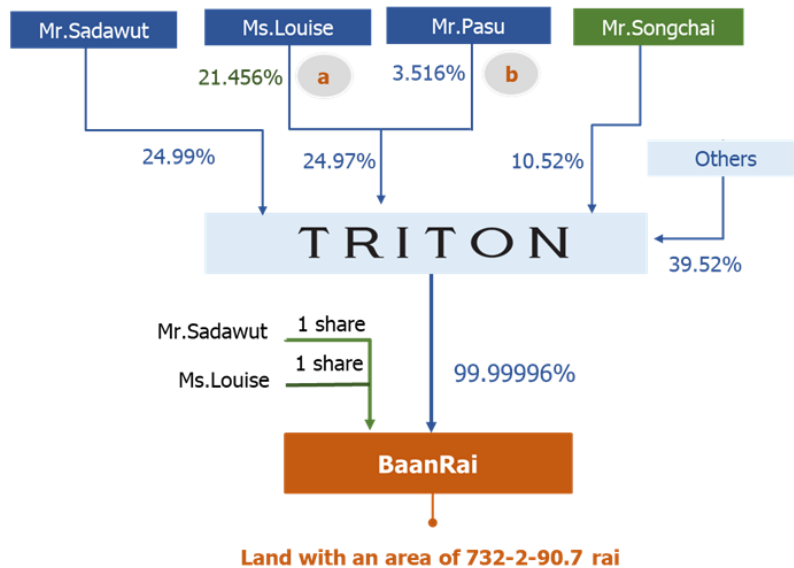 Mr.Sadawut
Ms.Louise
Mr.Pasu
Mr.Songchai
21.456%
a
3.516%
b
24.99%
24.97%
10.52%
Others
TRITON
39.52%
Mr.Sadawut
1 share
Ms.Louise
1 share
99.99996%
BaanRai
Land with an area of 732-2-90.7 rai